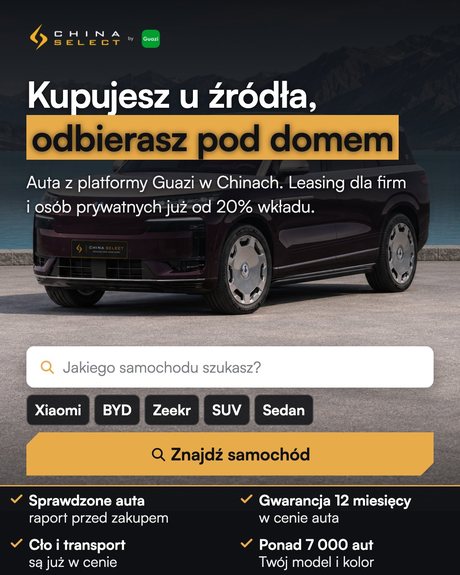 CHINA
SELECT
by
Guazi
Kupujesz u źródła,
odbierasz pod domem
Auta z platformy Guazi w Chinach. Leasing dla firm
i osób prywatnych już od 20% wkładu.
CHINA SELECT
Jakiego samochodu szukasz?
Xiaomi BYD Zeekr SUV Sedan
Znajdź samochód
Sprawdzone auta
raport przed zakupem
Gwarancja 12 miesięcy
w cenie auta
Cło i transport
są już w cenie
Ponad 7 000 aut
Twój model i kolor